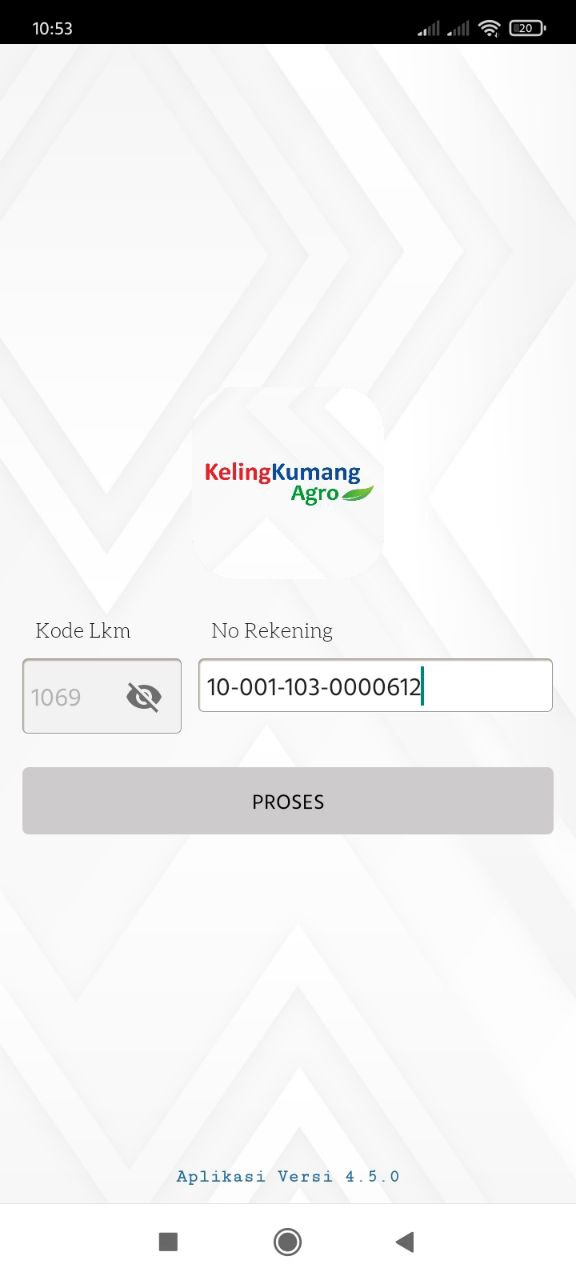 10:53
20
KelingKumang
Agro
Kode Lkm
No Rekening
1069
10-001-103-0000612
PROSES
Aplikasi Versi 4.5.0